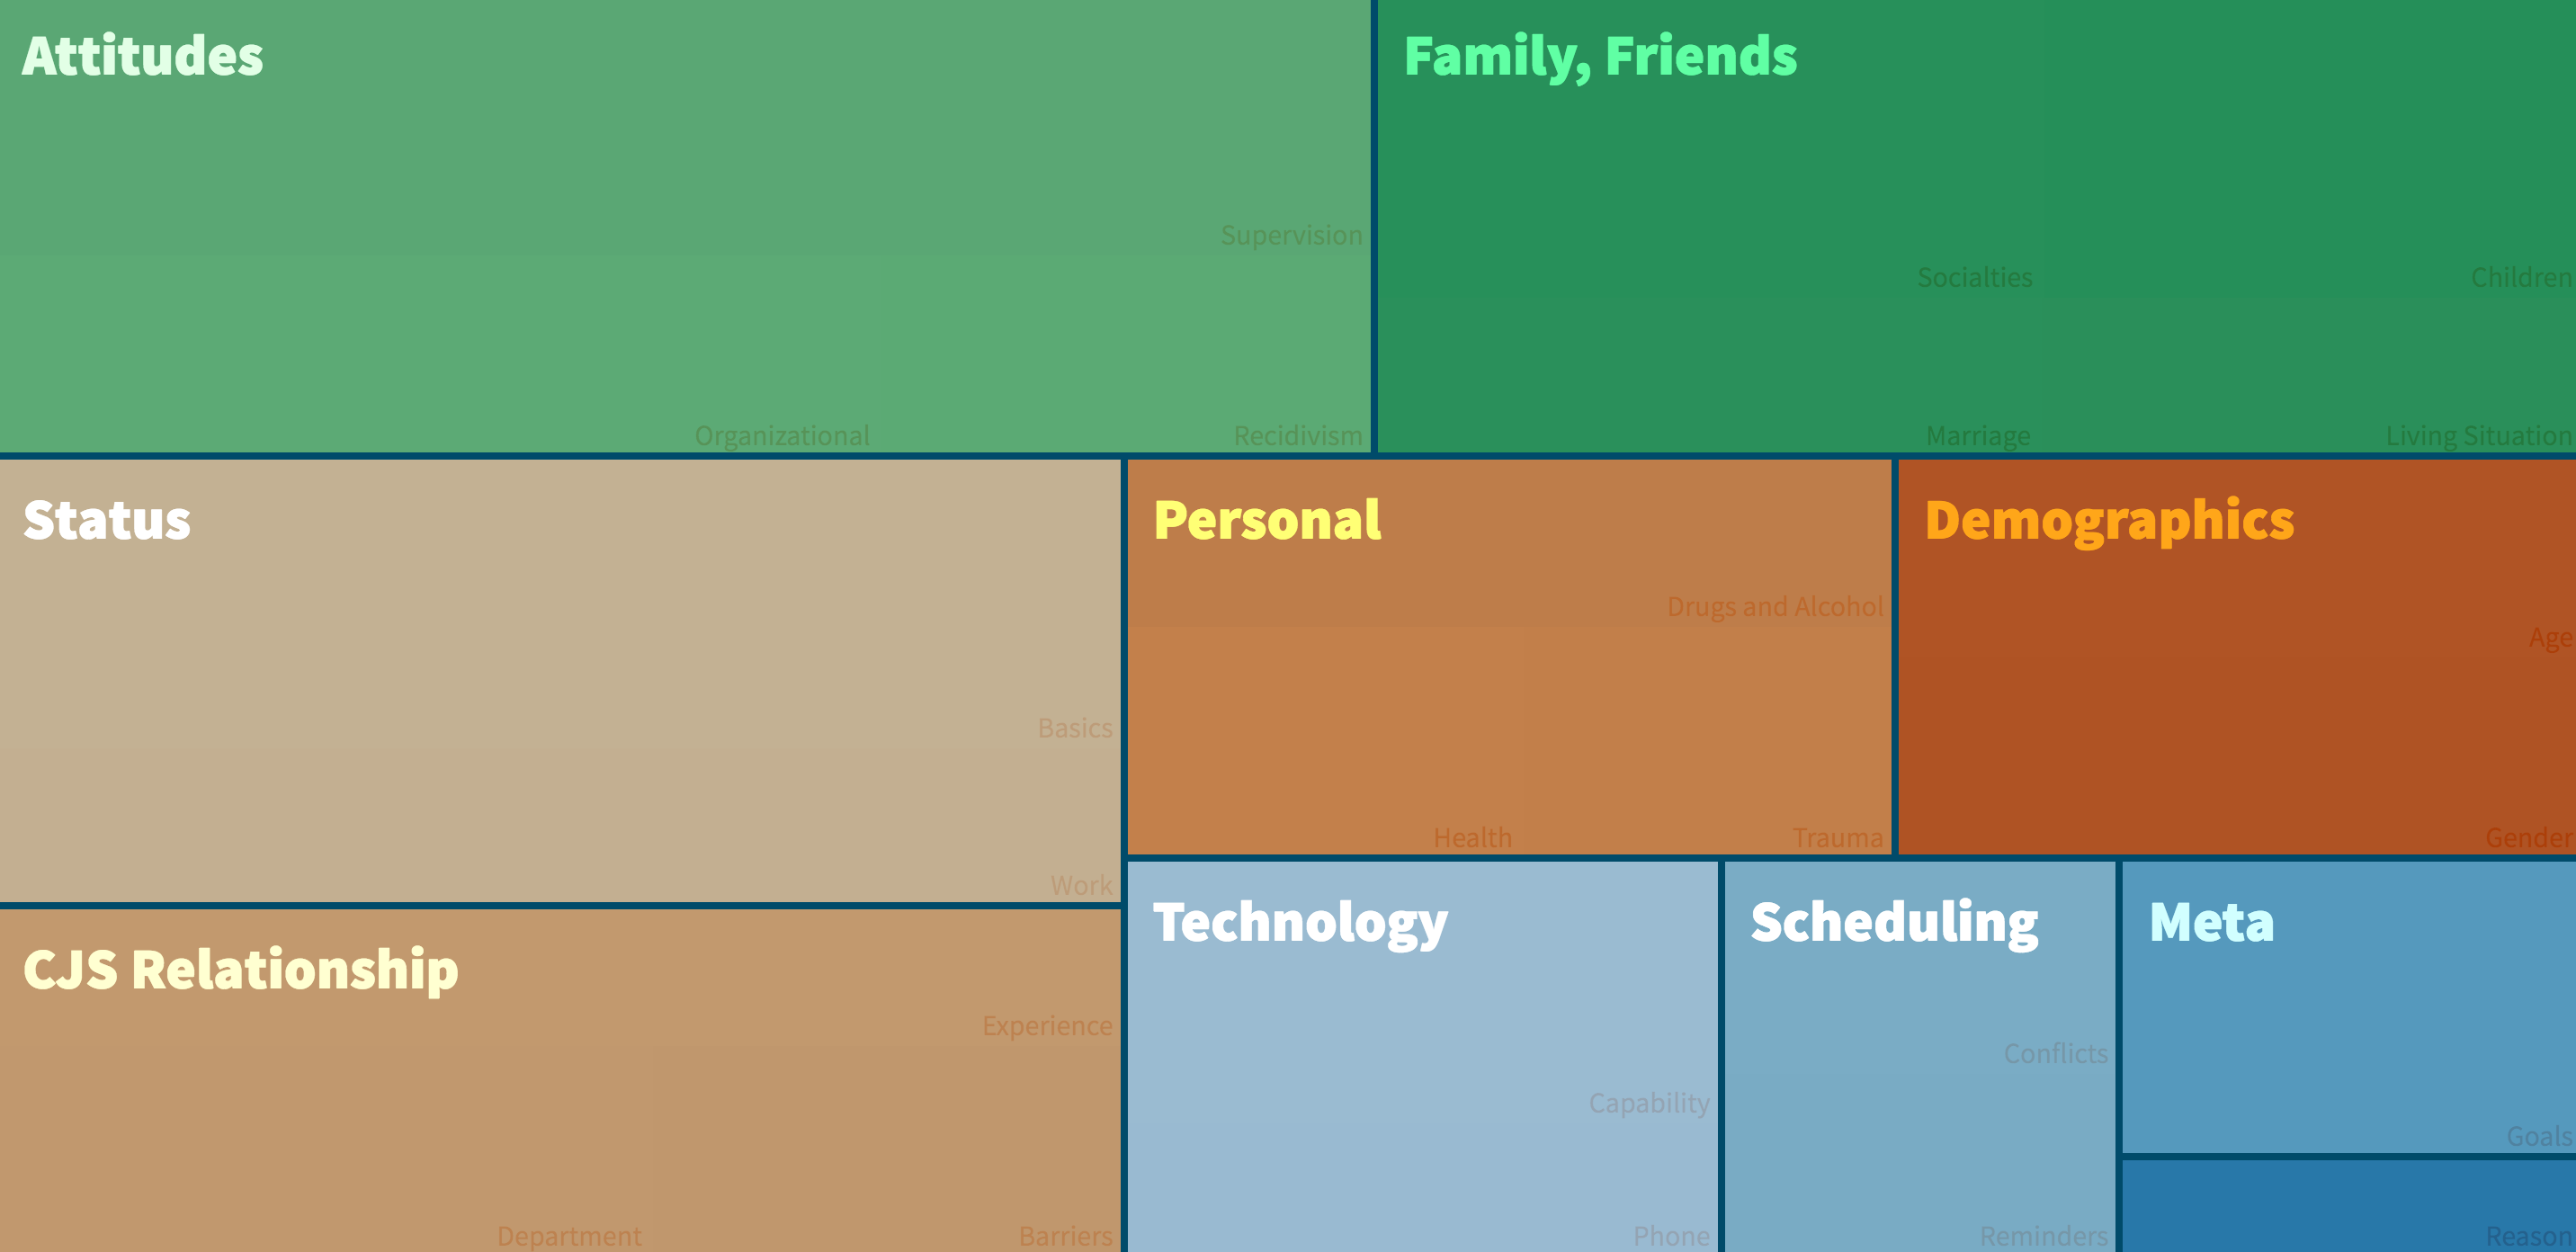 Attitudes
Supervision
Organizational
Recidivism
Family, Friends
Socialties
Children
Marriage
Living Situation
Status
Basics
Work
Personal
Drugs and Alcohol
Health
Trauma
Demographics
Age
Gender
CJS Relationship
Experience
Department
Barriers
Technology
Capability
Phone
Scheduling
Conflicts
Reminders
Meta
Goals
Reason